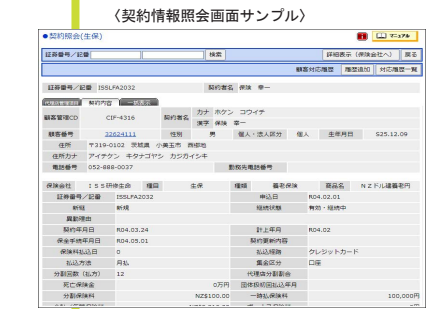 〈契約情報照会画面サンプル〉
●契約照会(生保)
マニュアル
証券番号/記番 検索 詳細表示(保険会社へ) 戻る
顧客対応履歴 履歴追加 対応履歴一覧
証券番号/記番 ISSLFA2032 契約者名 保険 幸一
代理店管理項目 契約内容 一括表示
顧客管理CD CIF-4316 契約者名 カナ ホケン コウイチ
漢字 保険 幸一
顧客番号 32624111 性別 男 個人・法人区分 個人 生年月日 S25.12.09
住所 〒319-0102 茨城県 小美玉市 西郷地
住所カナ アイチケン キタナゴヤシ カジガイシキ
電話番号 052-888-0037 勤務先電話番号
保険会社 ISS研修生命 種目 生保 種類 養老保険 商品名 NZドル建養老円
証券番号/記番 ISSLFA2032 申込日 R04.02.01
新継 新規 継続状態 有効・継続中
異動理由
契約年月日 R04.03.24 計上年月 R04.02
保全手続年月日 R04.05.01 契約更新内容
保険料払込日 R04.02 払込経路 クレジットカード
払込方法 月払 集金区分 口座
分割回数(払方) 12 代理店分割割合
死亡保険金 0万円 団体扱初回払込年月
分割保険料 NZ$100.00 一時払保険料 100,000円